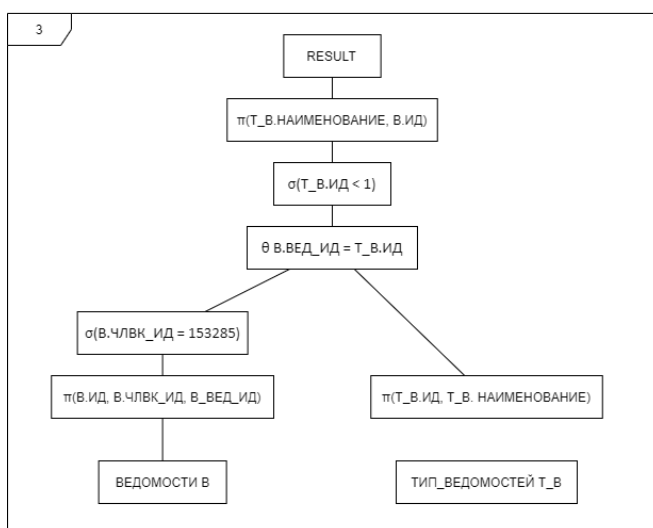 3
RESULT
π(Т_В.НАИМЕНОВАНИЕ, В.ИД)
σ(Т_В.ИД < 1)
θ В.ВЕД_ИД = Т_В.ИД
σ(В.ЧЛВК_ИД = 153285)
π(В.ИД, В.ЧЛВК_ИД, В_ВЕД_ИД)
π(Т_В.ИД, Т_В. НАИМЕНОВАНИЕ)
ВЕДОМОСТИ В
ТИП_ВЕДОМОСТЕЙ Т_В